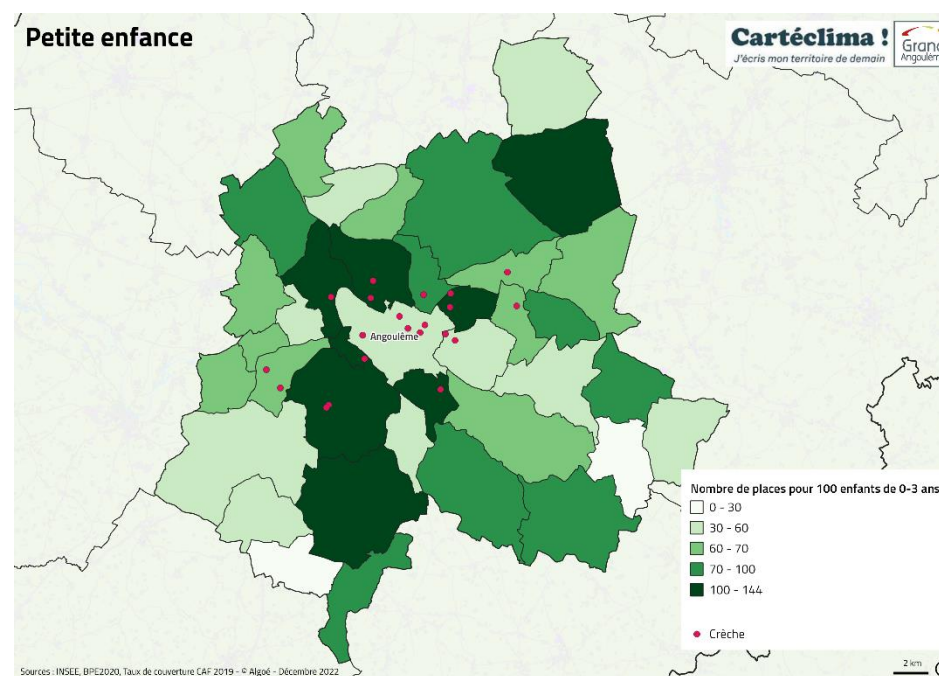 Petite enfance
Cartéclima !
J'écris mon territoire de demain
Grand
Angoulême
Angoulême
Nombre de places pour 100 enfants de 0-3 ans
0 - 30
30 - 60
60 - 70
70 - 100
100 - 144
Crèche
Sources : INSEE, BPE2020, Taux de couverture CAF 2019 - © Algoé - Décembre 2022
2 km